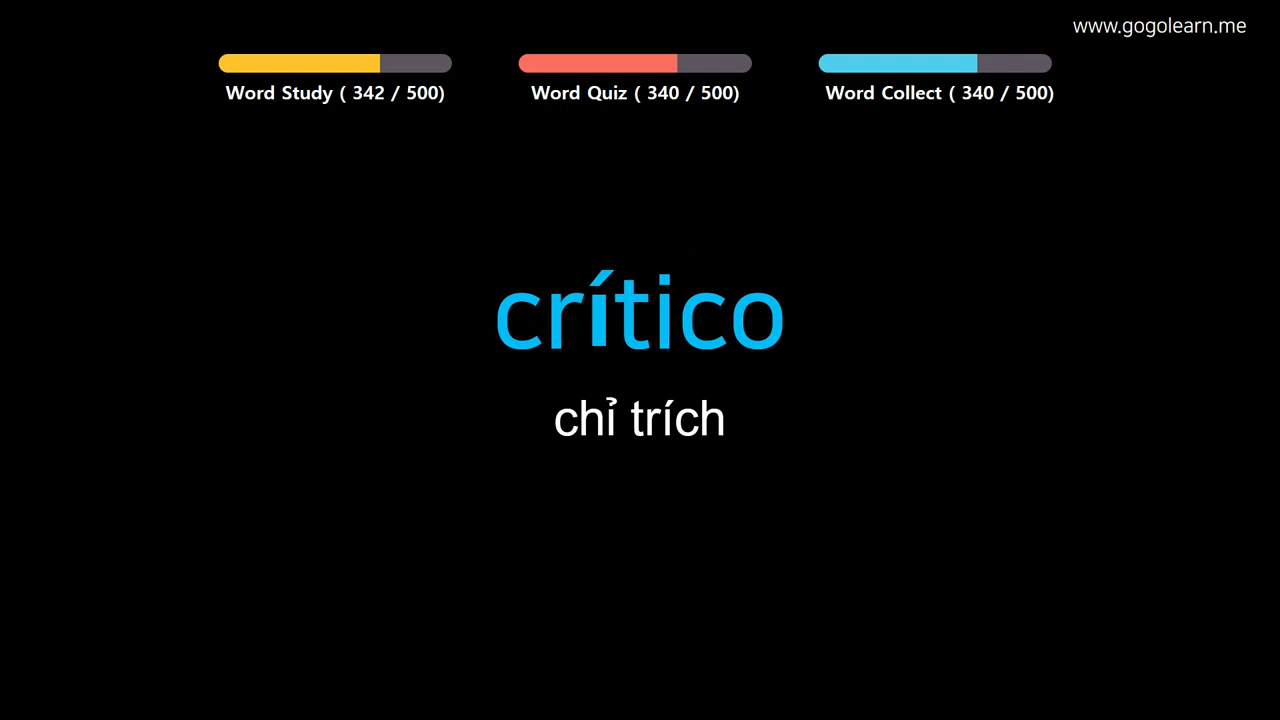 www.gogolearn.me
Word Study ( 342 / 500)
Word Quiz ( 340 / 500)
Word Collect ( 340 / 500)
crítico
chỉ trích